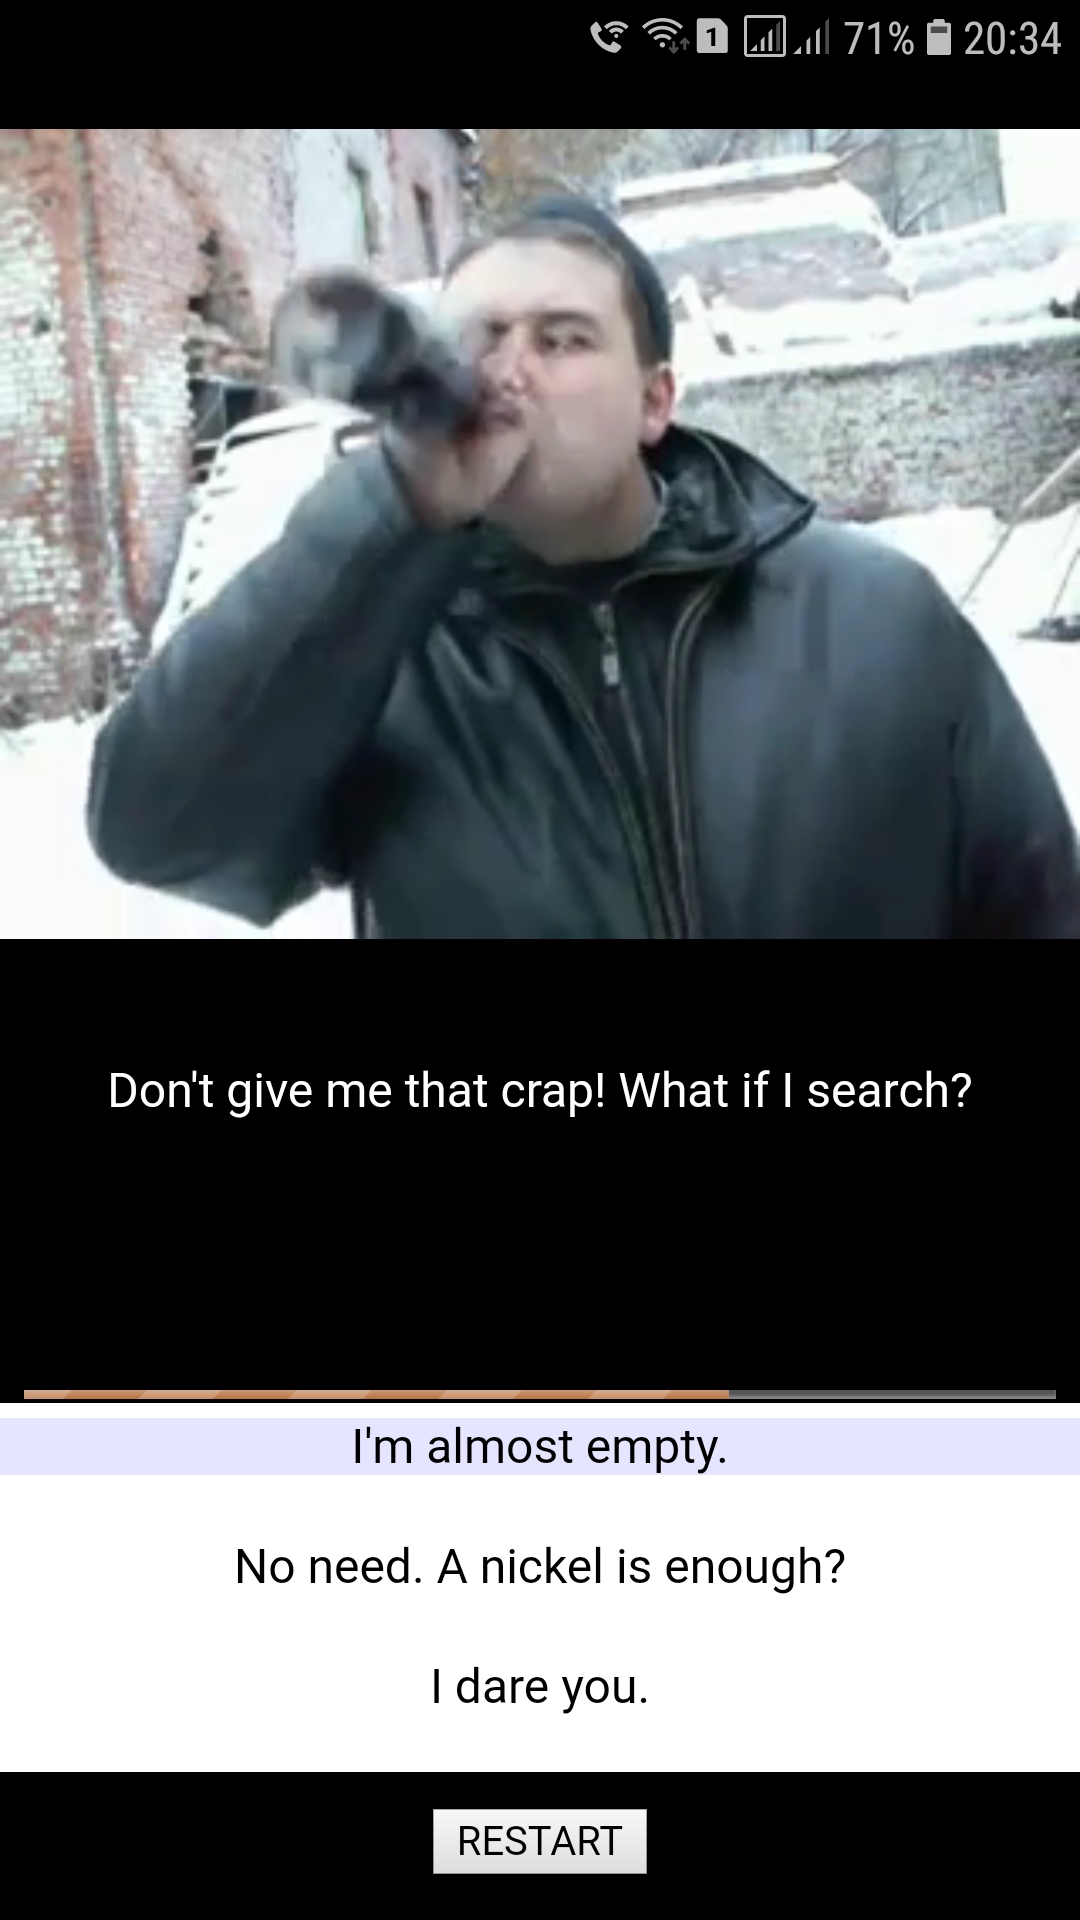 1 71% 20:34
Don't give me that crap! What if I search?
I'm almost empty.
No need. A nickel is enough?
I dare you.
RESTART